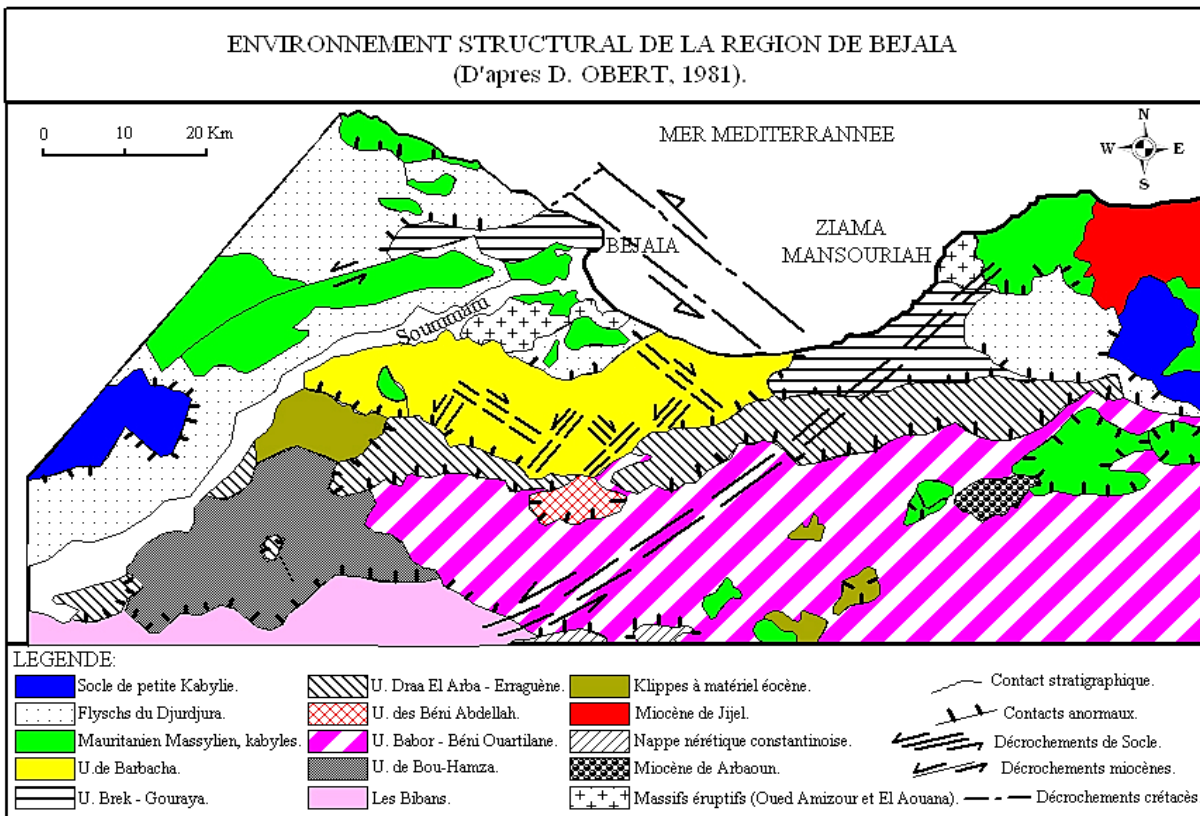 ENVIRONNEMENT STRUCTURAL DE LA REGION DE BEJAIA
(D'apres D. OBERT, 1981).
0 10 20 Km
MER MEDITERRANNEE
N
W E
S
ZIAMA
MANSOURIAH
BEJAIA
Soummam
LEGENDE:
Socle de petite Kabylie.
Flyschs du Djurdjura.
Mauritanien Massylien, kabyles.
U.de Barbacha.
U. Brek - Gouraya.
U. Draa El Arba - Erraguène.
U. des Béni Abdellah.
U. Babor - Béni Ouartilane.
U. de Bou-Hamza.
Les Bibans.
Klippes à matériel éocène.
Miocène de Jijel.
Nappe nérétique constantinoise.
Miocène de Arbaoun.
Massifs éruptifs (Oued Amizour et El Aouana).
Contact stratigraphique.
Contacts anormaux.
Décrochements de Socle.
Décrochements miocènes.
Décrochements crétacès